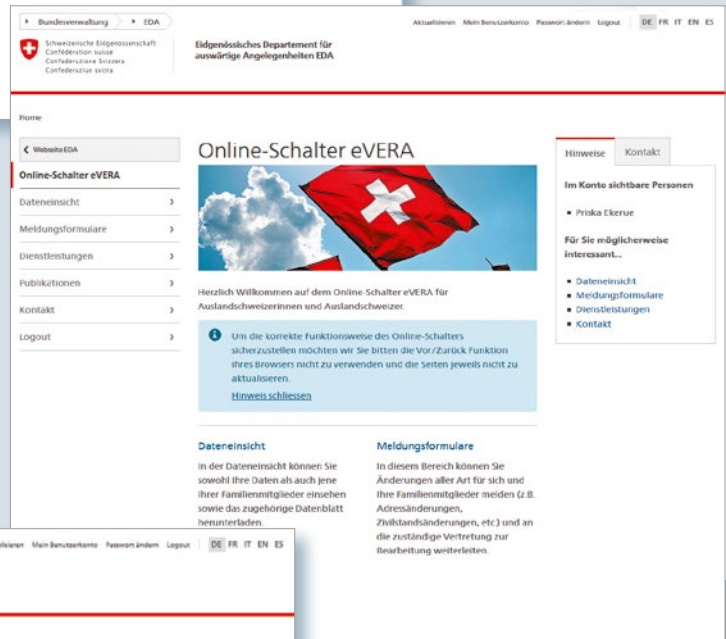 Bundesverwaltung EDA
Aktualisieren Mein Benutzerkonto Passwort ändern Logout DE FR IT EN ES
Schweizerische Eidgenossenschaft
Confédération suisse
Confederazione Svizzera
Confederaziun svizra
Eidgenössisches Departement für
auswärtige Angelegenheiten EDA
Home
Webseite EDA
Online-Schalter eVERA
Dateneinsicht
Meldungsformulare
Dienstleistungen
Publikationen
Kontakt
Logout
Online-Schalter eVERA
Herzlich Willkommen auf dem Online-Schalter eVERA für
Auslandschweizerinnen und Auslandschweizer.
Um die korrekte Funktionsweise des Online-Schalters
sicherzustellen möchten wir Sie bitten die Vor/Zurück Funktion
ihres Browsers nicht zu verwenden und die Seiten jeweils nicht zu
aktualisieren.
Hinweis schliessen
Dateneinsicht
In der Dateneinsicht können Sie
sowohl Ihre Daten als auch jene
Ihrer Familienmitglieder einsehen
sowie das zugehörige Datenblatt
herunterladen.
Meldungsformulare
In diesem Bereich können Sie
Änderungen aller Art für sich und
Ihre Familienmitglieder melden (z.B.
Adressänderungen,
Zivilstandsänderungen, etc.) und an
die zuständige Vertretung zur
Bearbeitung weiterleiten.
Hinweise Kontakt
Im Konto sichtbare Personen
Priska Ekerue
Für Sie möglicherweise
interessant...
Dateneinsicht
Meldungsformulare
Dienstleistungen
Kontakt
Mein Benutzerkonto Passwort ändern Logout DE FR IT EN ES